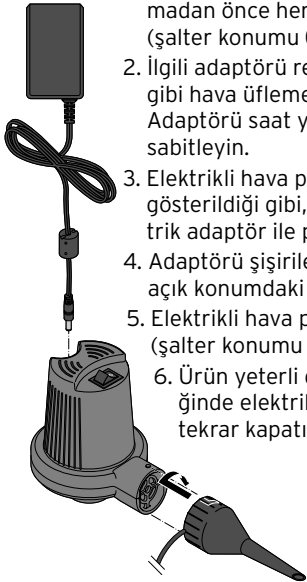 madan önce her
(şalter konumu
2. İlgili adaptörü re
gibi hava üfleme
Adaptörü saat y
sabitleyin.
3. Elektrikli hava p
gösterildiği gibi,
trik adaptör ile p
4. Adaptörü şişirile
açık konumdaki
5. Elektrikli hava p
(şalter konumu
6. Ürün yeterli
ğinde elektrik
tekrar kapatı